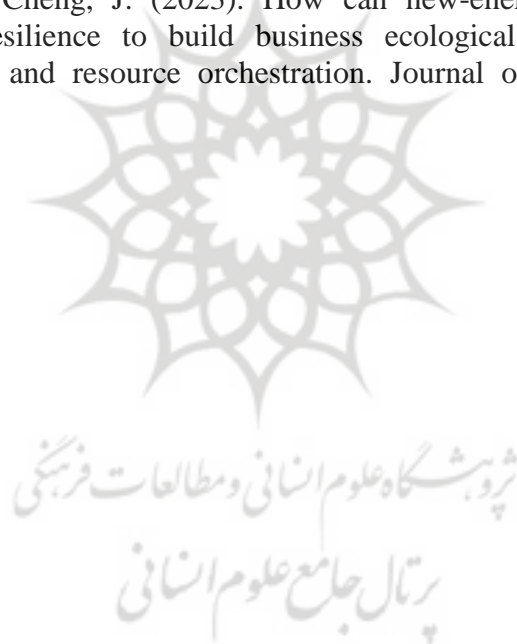 Cheng, J. (2023). How can new-ener
esilience to build business ecological
and resource orchestration. Journal o
پژوهشگاه علوم انسانی و مطالعات فرهنگی
پرتال جامع علوم انسانی